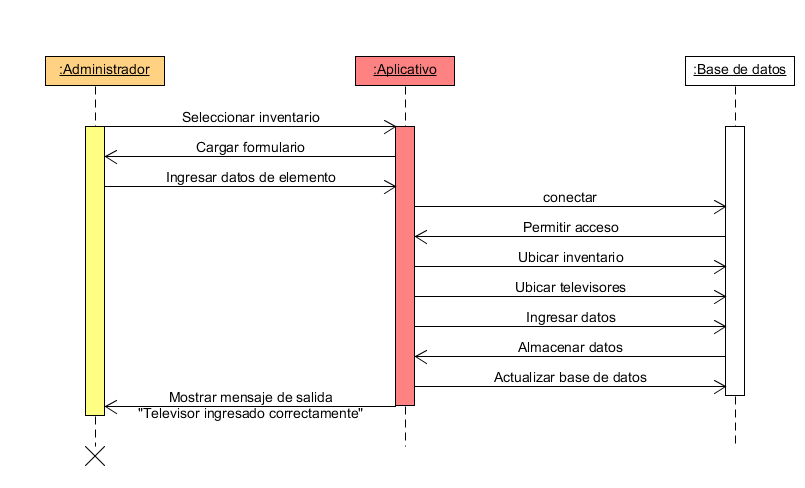 :Administrador
:Aplicativo
:Base de datos
Seleccionar inventario
Cargar formulario
Ingresar datos de elemento
conectar
Permitir acceso
Ubicar inventario
Ubicar televisores
Ingresar datos
Almacenar datos
Actualizar base de datos
Mostrar mensaje de salida
"Televisor ingresado correctamente"